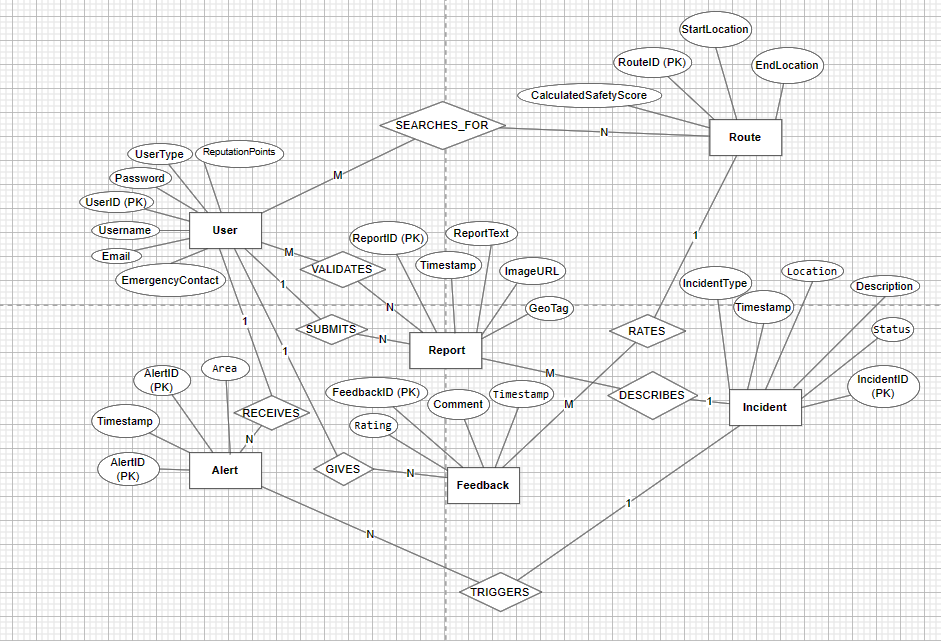 StartLocation
RouteID (PK)
EndLocation
CalculatedSafetyScore
SEARCHES_FOR
N
Route
ReputationPoints
UserType
M
Password
UserID (PK)
Username
User
ReportID (PK)
ReportText
1
Email
M
EmergencyContact
VALIDATES
Timestamp
ImageURL
IncidentType
Location
Description
1
N
GeoTag
Timestamp
1
SUBMITS
N
RATES
Status
1
Report
AlertID
(PK)
Area
M
FeedbackID (PK)
Timestamp
DESCRIBES
1
IncidentID
(PK)
Comment
M
Incident
Timestamp
RECEIVES
Rating
N
AlertID
(PK)
Alert
GIVES
N
Feedback
1
N
TRIGGERS